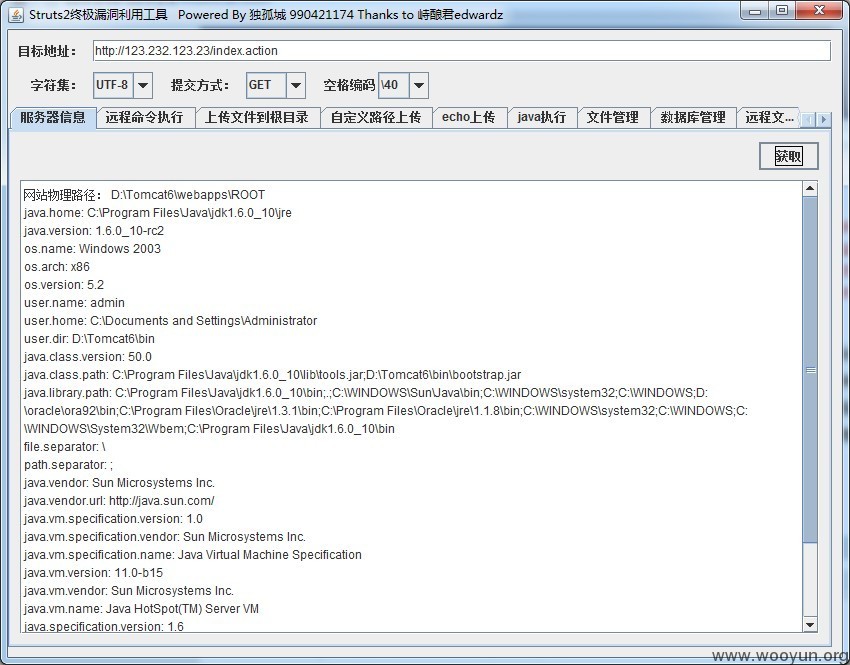 Struts2终极漏洞利用工具 Powered By 独孤城 990421174 Thanks to 峙酿君edwardz
目标地址： http://123.232.123.23/index.action
字符集： UTF-8 提交方式： GET 空格编码 \40
服务器信息 远程命令执行 上传文件到根目录 自定义路径上传 echo上传 java执行 文件管理 数据库管理 远程文...
获取
网站物理路径： D:\Tomcat6\webapps\ROOT
java.home: C:\Program Files\Java\jdk1.6.0_10\jre
java.version: 1.6.0_10-rc2
os.name: Windows 2003
os.arch: x86
os.version: 5.2
user.name: admin
user.home: C:\Documents and Settings\Administrator
user.dir: D:\Tomcat6\bin
java.class.version: 50.0
java.class.path: C:\Program Files\Java\jdk1.6.0_10\lib\tools.jar;D:\Tomcat6\bin\bootstrap.jar
java.library.path: C:\Program Files\Java\jdk1.6.0_10\bin;.;C:\WINDOWS\Sun\Java\bin;C:\WINDOWS\system32;C:\WINDOWS;D:
\oracle\ora92\bin;C:\Program Files\Oracle\jre\1.3.1\bin;C:\Program Files\Oracle\jre\1.1.8\bin;C:\WINDOWS\system32;C:\WINDOWS;C:
\WINDOWS\System32\Wbem;C:\Program Files\Java\jdk1.6.0_10\bin
file.separator: \
path.separator: ;
java.vendor: Sun Microsystems Inc.
java.vendor.url: http://java.sun.com/
java.vm.specification.version: 1.0
java.vm.specification.vendor: Sun Microsystems Inc.
java.vm.specification.name: Java Virtual Machine Specification
java.vm.version: 11.0-b15
java.vm.vendor: Sun Microsystems Inc.
java.vm.name: Java HotSpot(TM) Server VM
java.specification.version: 1.6
www.wooyun.org